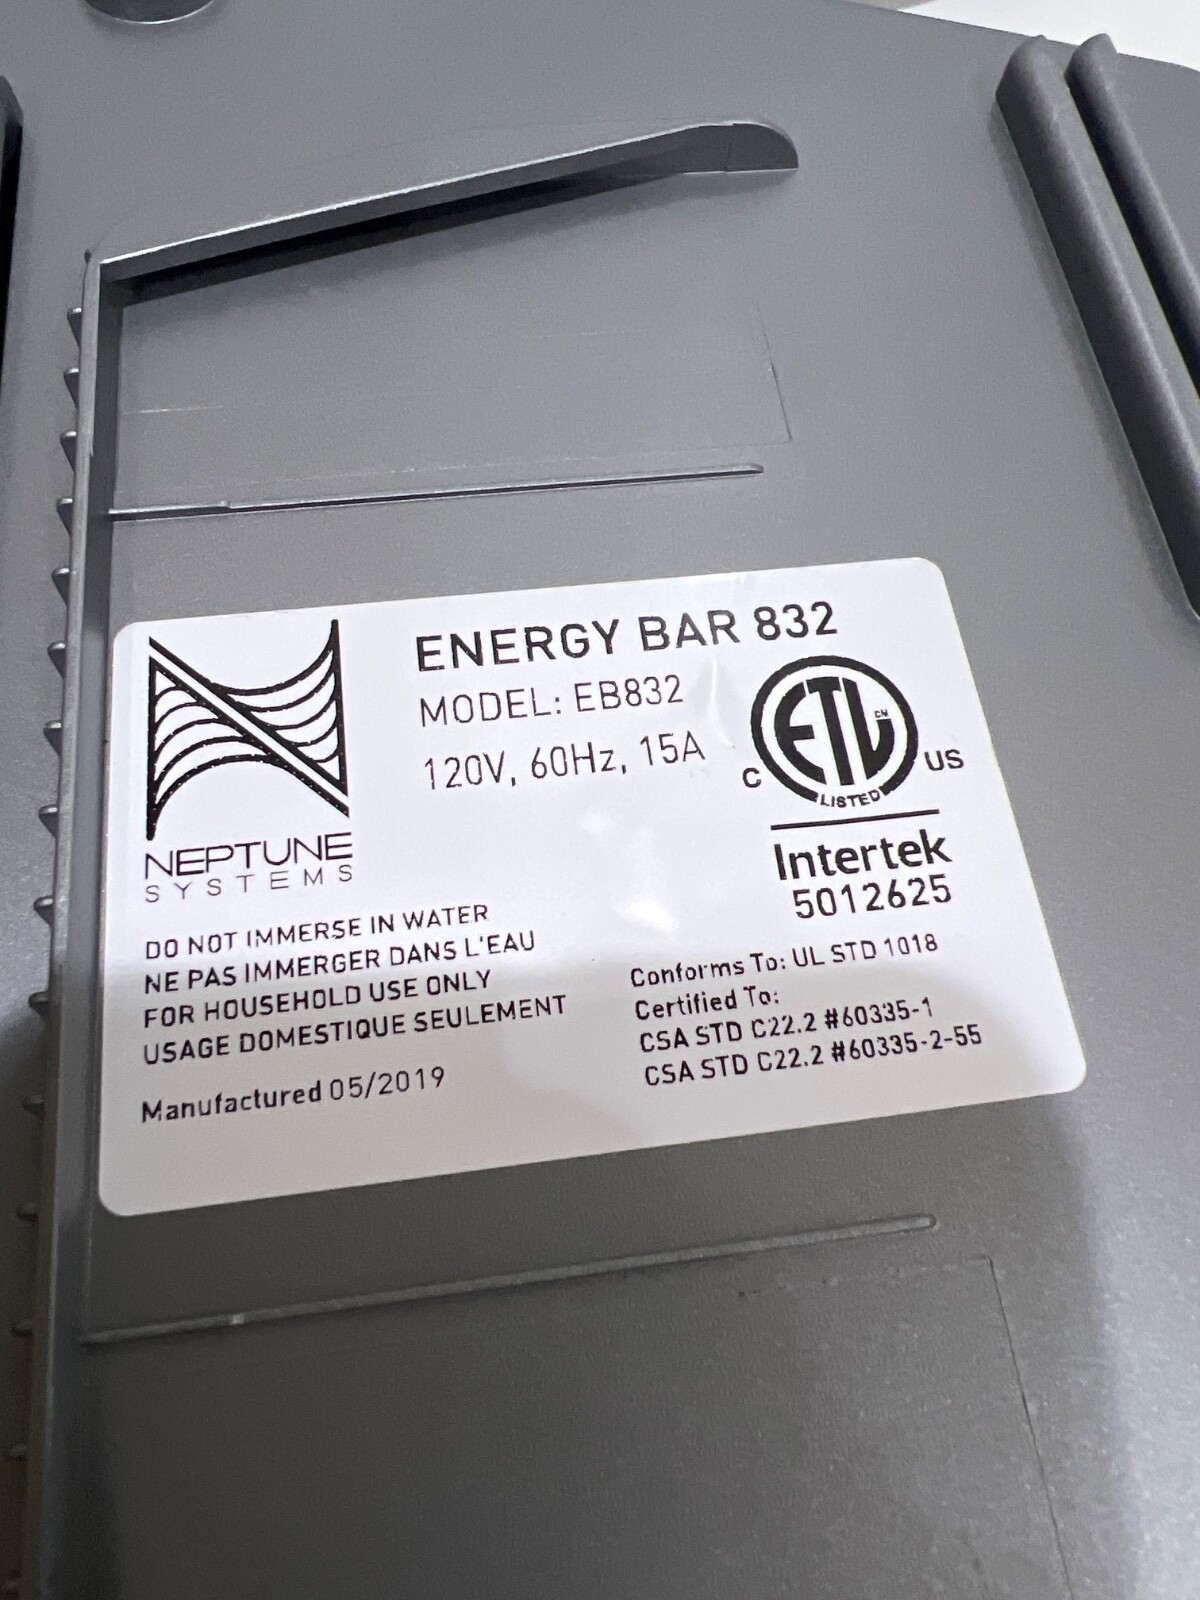 ENERGY BAR 832
MODEL: EB832
120V, 60Hz, 15A
NEPTUNE
SYSTEMS
ETL CM
C US
LISTED
Intertek
5012625
DO NOT IMMERSE IN WATER
NE PAS IMMERGER DANS L'EAU
FOR HOUSEHOLD USE ONLY
USAGE DOMESTIQUE SEULEMENT
Manufactured 05/2019
Conforms To: UL STD 1018
Certified To:
CSA STD C22.2 #60335-1
CSA STD C22.2 #60335-2-55